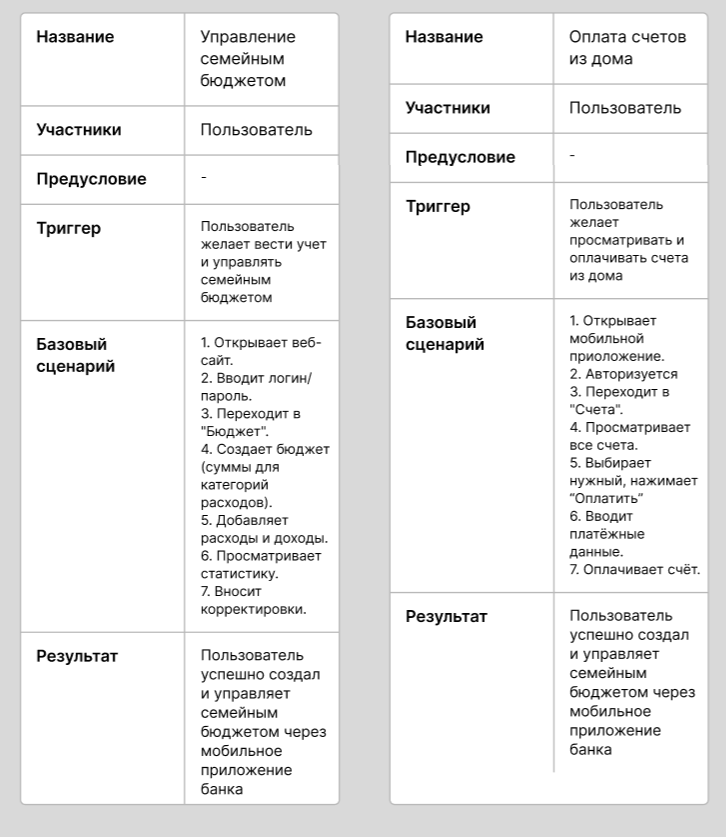 Название
Управление
семейным
бюджетом
Участники
Пользователь
Предусловие
-
Триггер
Пользователь
желает вести учет
и управлять
семейным
бюджетом
Базовый
сценарий
1. Открывает веб-
сайт.
2. Вводит логин/
пароль.
3. Переходит в
"Бюджет".
4. Создает бюджет
(суммы для
категорий
расходов).
5. Добавляет
расходы и доходы.
6. Просматривает
статистику.
7. Вносит
корректировки.
Результат
Пользователь
успешно создал
и управляет
семейным
бюджетом через
мобильное
приложение
банка
Название
Оплата счетов
из дома
Участники
Пользователь
Предусловие
-
Триггер
Пользователь
желает
просматривать и
оплачивать счета
из дома
Базовый
сценарий
1. Открывает
мобильной
приоложение.
2. Авторизуется
3. Переходит в
"Счета".
4. Просматривает
все счета.
5. Выбирает
нужный, нажимает
“Оплатить”
6. Вводит
платёжные
данные.
7. Оплачивает счёт.
Результат
Пользователь
успешно создал
и управляет
семейным
бюджетом через
мобильное
приложение
банка